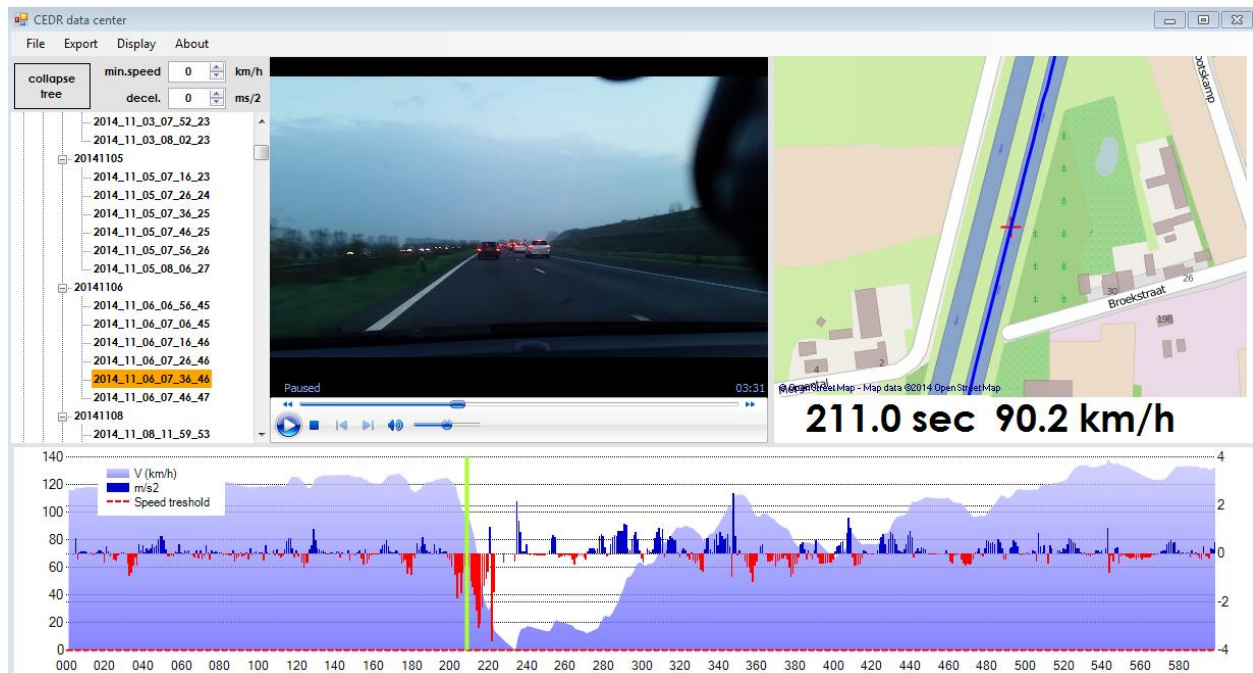 CEDR data center
File Export Display About
collapse tree
min.speed 0 km/h
decel. 0 ms/2
2014_11_03_07_52_23
2014_11_03_08_02_23
20141105
2014_11_05_07_16_23
2014_11_05_07_26_24
2014_11_05_07_36_25
2014_11_05_07_46_25
2014_11_05_07_56_26
2014_11_05_08_06_27
20141106
2014_11_06_06_56_45
2014_11_06_07_06_45
2014_11_06_07_16_46
2014_11_06_07_26_46
2014_11_06_07_36_46
2014_11_06_07_46_47
20141108
2014_11_08_11_59_53
Paused 03:31
ootskamp
26
30
Broekstraat
19B
2
4
OpenStreetMap - Map data ©2014 OpenStreetMap
211.0 sec 90.2 km/h
V (km/h)
m/s2
Speed treshold
140
120
100
80
60
40
20
0
4
2
0
-2
-4
000 020 040 060 080 100 120 140 160 180 200 220 240 260 280 300 320 340 360 380 400 420 440 460 480 500 520 540 560 580